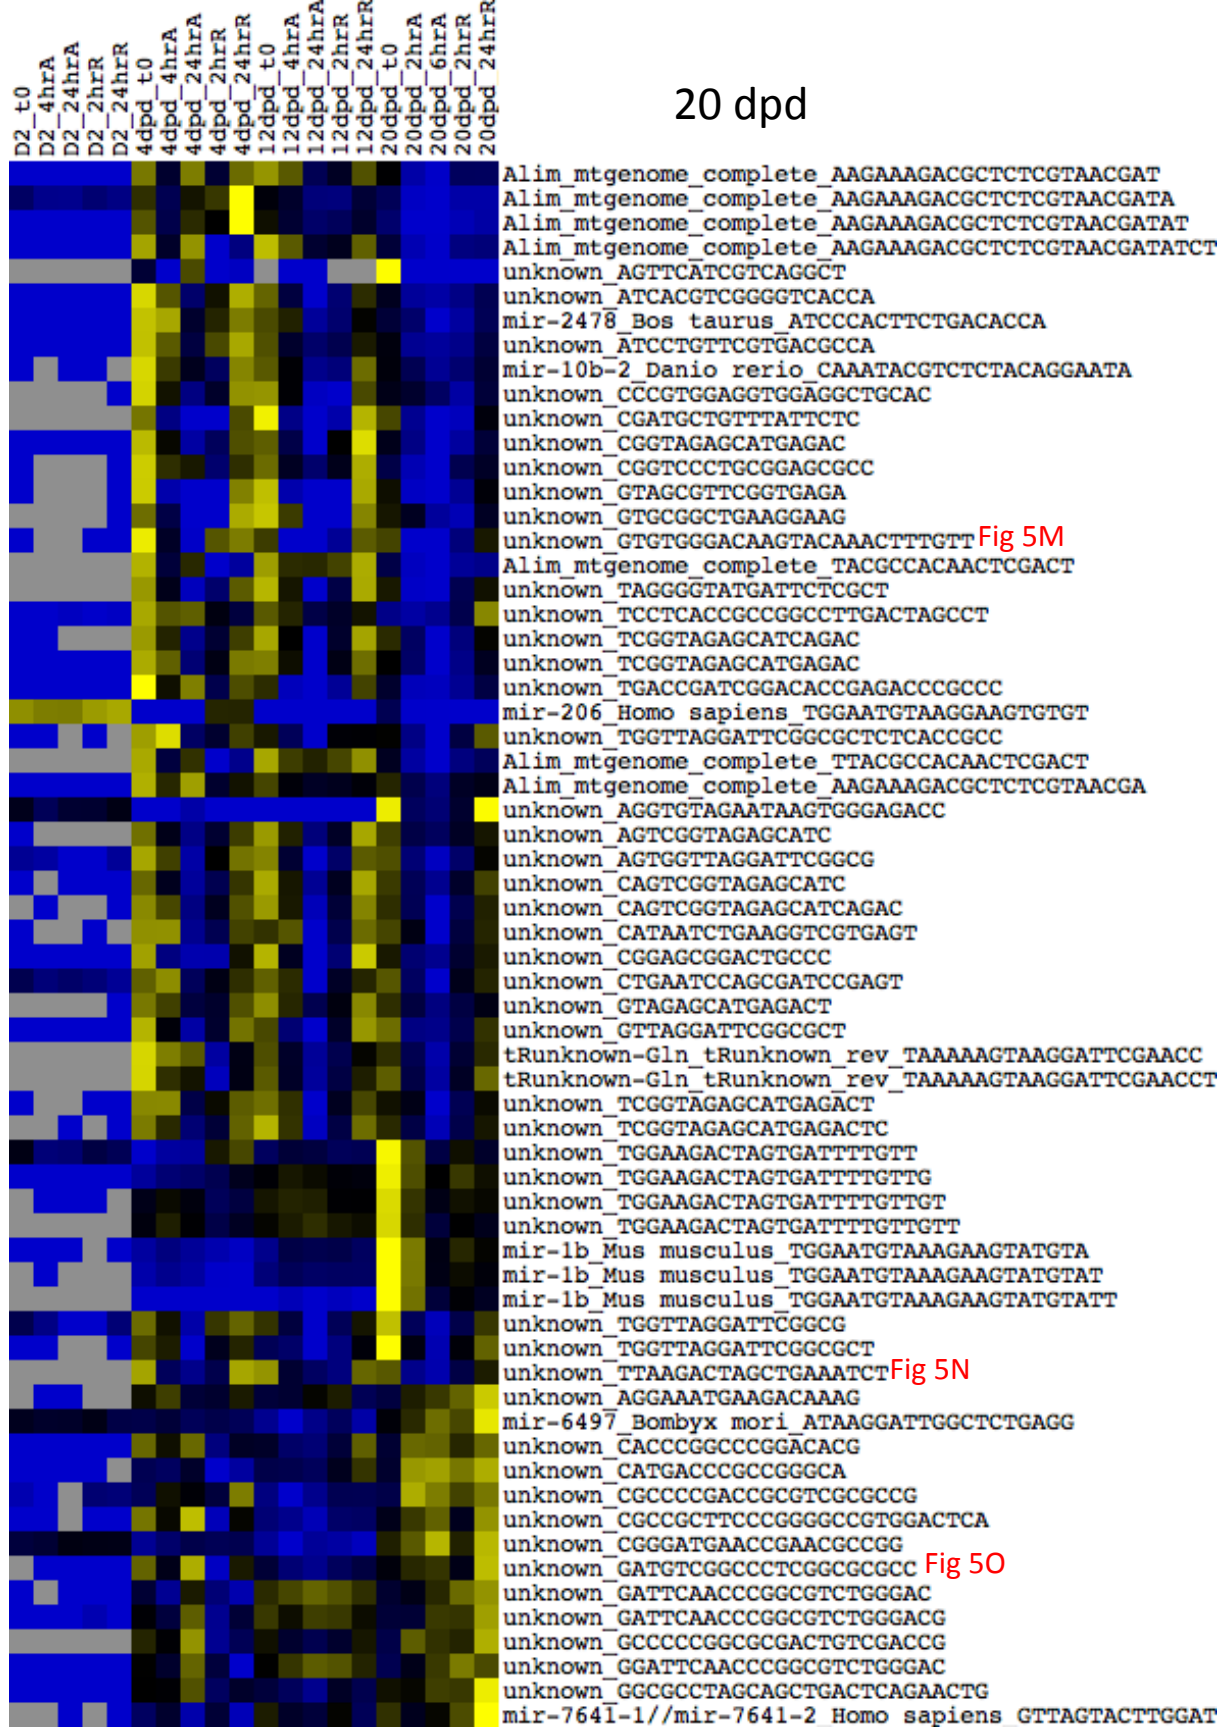 D2_t0
D2_4hrA
D2_24hrA
D2_2hrR
D2_24hrR
4dpd_t0
4dpd_4hrA
4dpd_24hrA
4dpd_2hrR
4dpd_24hrR
12dpd_t0
12dpd_4hrA
12dpd_24hrA
12dpd_2hrR
12dpd_24hrR
20dpd_t0
20dpd_2hrA
20dpd_6hrA
20dpd_2hrR
20dpd_24hrR
20 dpd
Alim_mtgenome_complete_AAGAAAGACGCTCTCGTAACGAT
Alim_mtgenome_complete_AAGAAAGACGCTCTCGTAACGATA
Alim_mtgenome_complete_AAGAAAGACGCTCTCGTAACGATAT
Alim_mtgenome_complete_AAGAAAGACGCTCTCGTAACGATATCT
unknown_AGTTCATCGTCAGGCT
unknown_ATCACGTCGGGGTCACCA
mir-2478_Bos taurus_ATCCCACTTCTGACACCA
unknown_ATCCTGTTCGTGACGCCA
mir-10b-2_Danio rerio_CAAATACGTCTCTACAGGAATA
unknown_CCCGTGGAGGTGGAGGCTGCAC
unknown_CGATGCTGTTTATTCTC
unknown_CGGTAGAGCATGAGAC
unknown_CGGTCCCTGCGGAGCGCC
unknown_GTAGCGTTCGGTGAGA
unknown_GTGCGGCTGAAGGAAG
unknown_GTGTGGGACAAGTACAAACTTTGTT Fig 5M
Alim_mtgenome_complete_TACGCCACAACTCGACT
unknown_TAGGGGTATGATTCTCGCT
unknown_TCCTCACCGCCGGCCTTGACTAGCCT
unknown_TCGGTAGAGCATCAGAC
unknown_TCGGTAGAGCATGAGAC
unknown_TGACCGATCGGACACCGAGACCCGCCC
mir-206_Homo sapiens_TGGAATGTAAGGAAGTGTGT
unknown_TGGTTAGGATTCGGCGCTCTCACCGCC
Alim_mtgenome_complete_TTACGCCACAACTCGACT
Alim_mtgenome_complete_AAGAAAGACGCTCTCGTAACGA
unknown_AGGTGTAGAATAAGTGGGAGACC
unknown_AGTCGGTAGAGCATC
unknown_AGTGGTTAGGATTCGGCG
unknown_CAGTCGGTAGAGCATC
unknown_CAGTCGGTAGAGCATCAGAC
unknown_CATAATCTGAAGGTCGTGAGT
unknown_CGGAGCGGACTGCCC
unknown_CTGAATCCAGCGATCCGAGT
unknown_GTAGAGCATGAGACT
unknown_GTTAGGATTCGGCGCT
tRunknown-Gln_tRunknown_rev_TAAAAAGTAAGGATTCGAACC
tRunknown-Gln_tRunknown_rev_TAAAAAGTAAGGATTCGAACCT
unknown_TCGGTAGAGCATGAGACT
unknown_TCGGTAGAGCATGAGACTC
unknown_TGGAAGACTAGTGATTTTGTT
unknown_TGGAAGACTAGTGATTTTGTTG
unknown_TGGAAGACTAGTGATTTTGTTGT
unknown_TGGAAGACTAGTGATTTTGTTGTT
mir-1b_Mus musculus_TGGAATGTAAAGAAGTATGTA
mir-1b_Mus musculus_TGGAATGTAAAGAAGTATGTAT
mir-1b_Mus musculus_TGGAATGTAAAGAAGTATGTATT
unknown_TGGTTAGGATTCGGCG
unknown_TGGTTAGGATTCGGCGCT
unknown_TTAAGACTAGCTGAAATCT Fig 5N
unknown_AGGAAATGAAGACAAAG
mir-6497_Bombyx mori_ATAAGGATTGGCTCTGAGG
unknown_CACCCGGCCCGGACACG
unknown_CATGACCCGCCGGGCA
unknown_CGCCCCGACCGCGTCGCGCCG
unknown_CGCCGCTTCCCGGGGCCGTGGACTCA
unknown_CGGGATGAACCGAACGCCGG
unknown_GATGTCGGCCCTCGGCGCGCC Fig 5O
unknown_GATTCAACCCGGCGTCTGGGAC
unknown_GATTCAACCCGGCGTCTGGGACG
unknown_GCCCCCGGCGCGACTGTCGACCG
unknown_GGATTCAACCCGGCGTCTGGGAC
unknown_GGCGCCTAGCAGCTGACTCAGAACTG
mir-7641-1//mir-7641-2_Homo sapiens_GTTAGTACTTGGAT